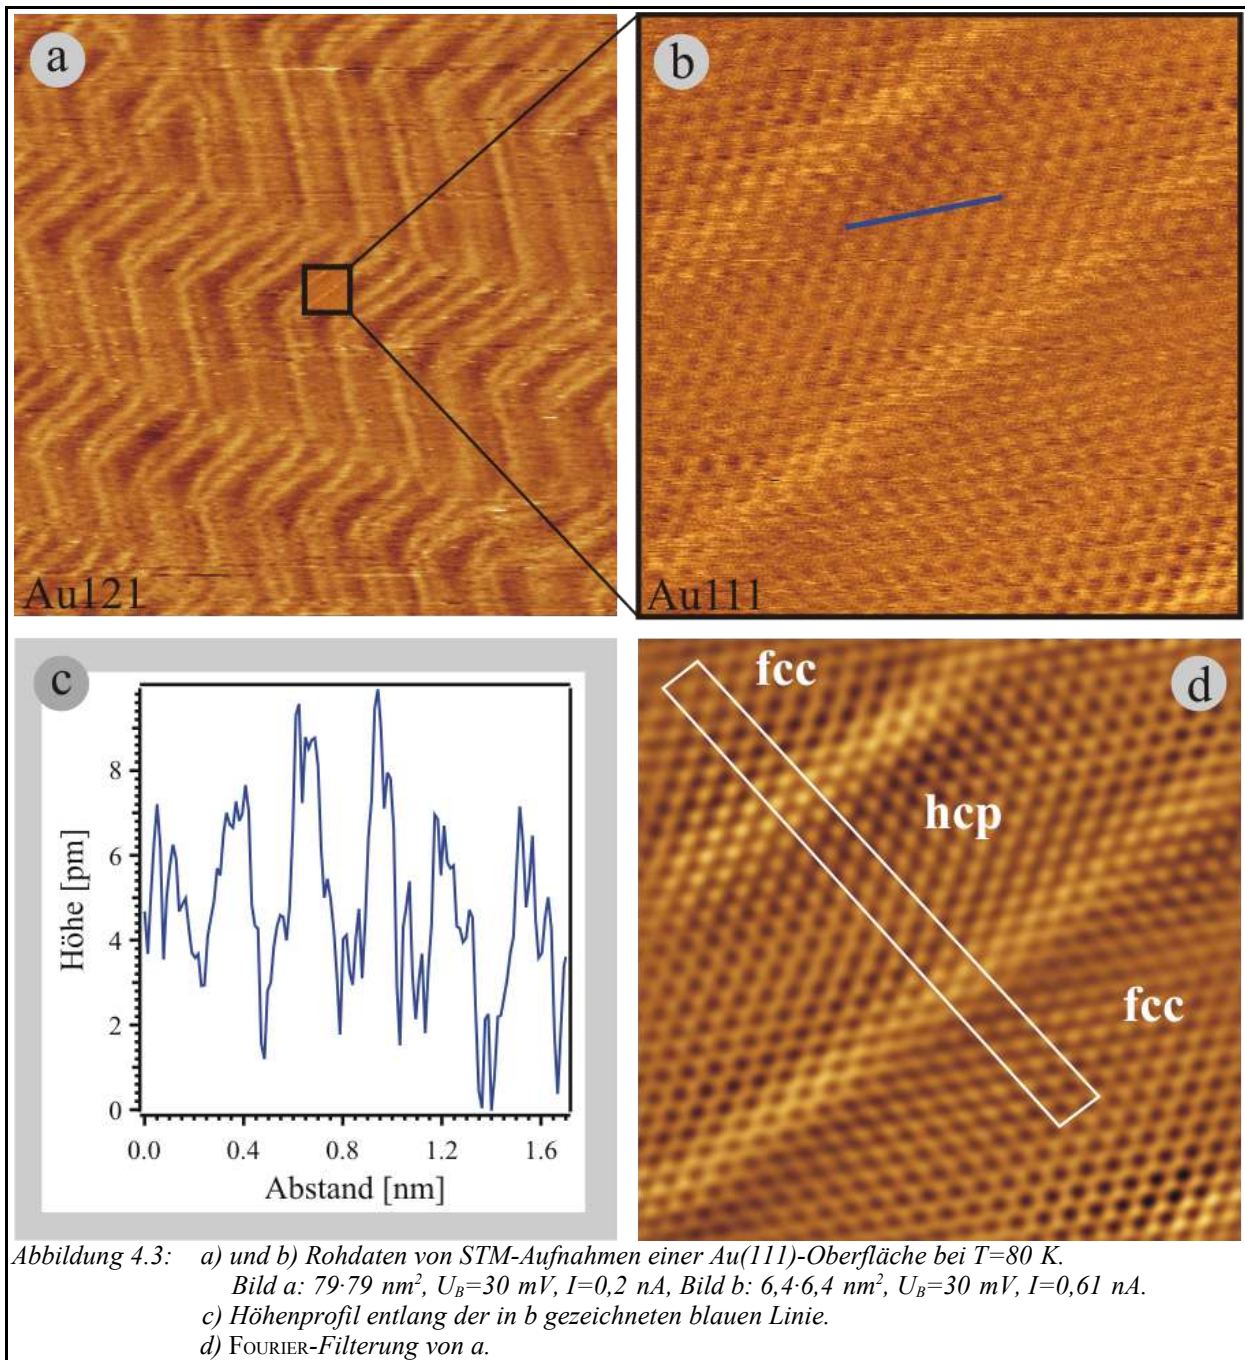 a
b
Au121
Au111
c
Höhe [pm]
8
6
4
2
0
0.0 0.4 0.8 1.2 1.6
Abstand [nm]
d
fcc
hcp
fcc
Abbildung 4.3: a) und b) Rohdaten von STM-Aufnahmen einer Au(111)-Oberfläche bei T=80 K.
Bild a: 79·79 nm², U_B=30 mV, I=0,2 nA, Bild b: 6,4·6,4 nm², U_B=30 mV, I=0,61 nA.
c) Höhenprofil entlang der in b gezeichneten blauen Linie.
d) FOURIER-Filterung von a.